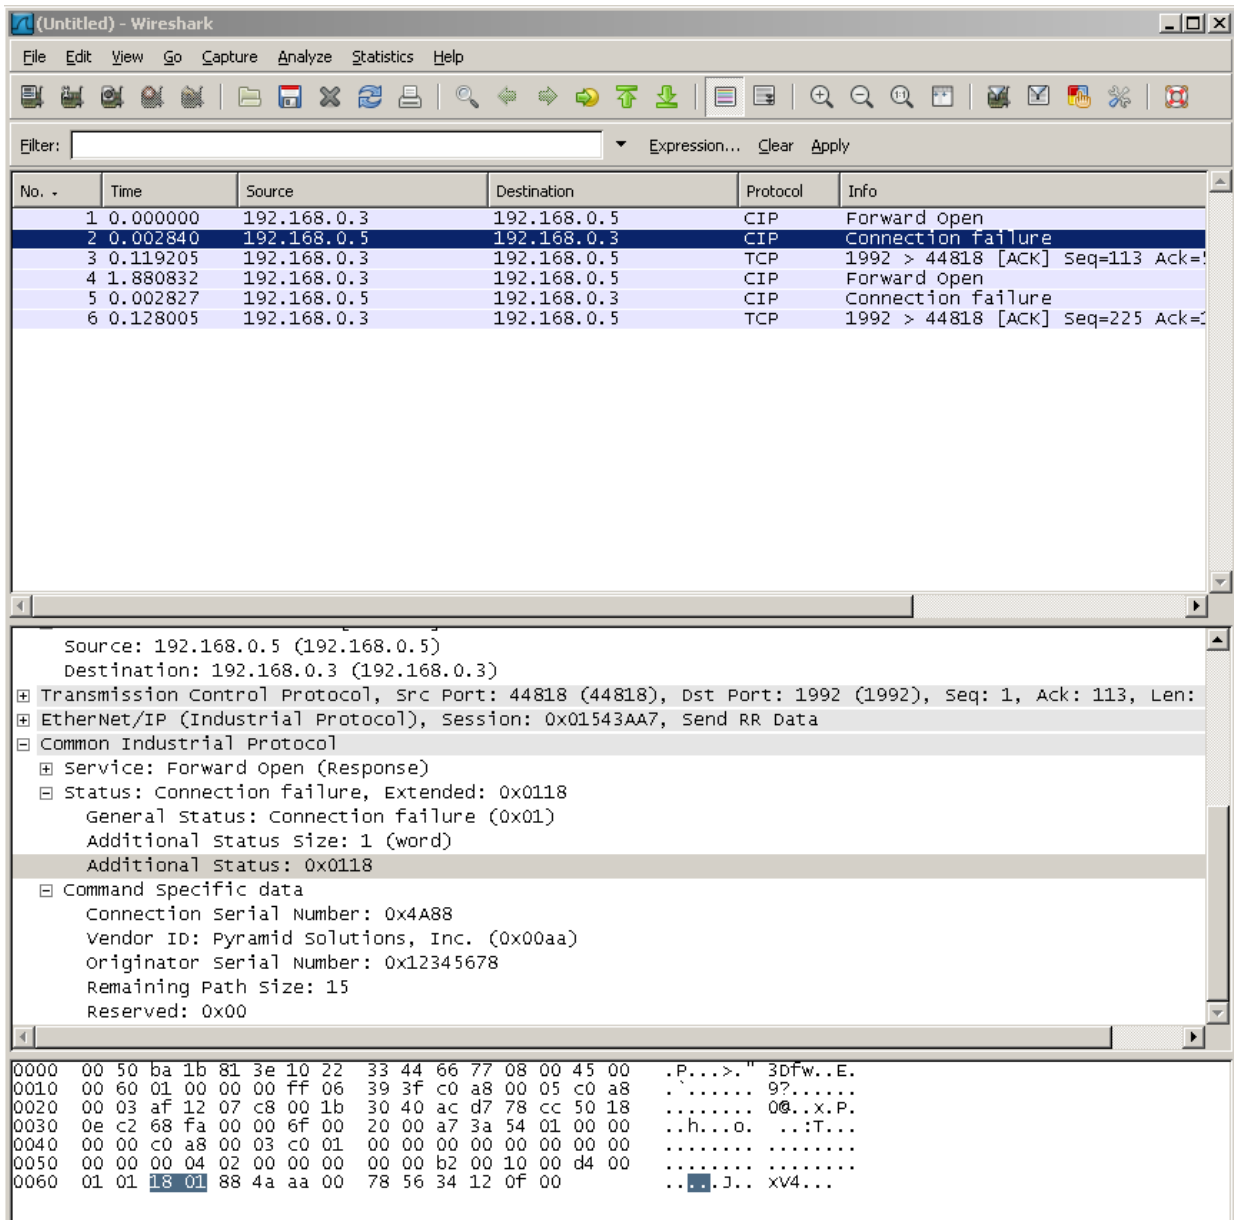 (Untitled) - Wireshark
File Edit View Go Capture Analyze Statistics Help
Filter: Expression... Clear Apply
No. Time Source Destination Protocol Info
1 0.000000 192.168.0.3 192.168.0.5 CIP Forward Open
2 0.002840 192.168.0.5 192.168.0.3 CIP Connection failure
3 0.119205 192.168.0.3 192.168.0.5 TCP 1992 > 44818 [ACK] Seq=113 Ack=
4 1.880832 192.168.0.3 192.168.0.5 CIP Forward Open
5 0.002827 192.168.0.5 192.168.0.3 CIP Connection failure
6 0.128005 192.168.0.3 192.168.0.5 TCP 1992 > 44818 [ACK] Seq=225 Ack=
Source: 192.168.0.5 (192.168.0.5)
Destination: 192.168.0.3 (192.168.0.3)
Transmission Control Protocol, Src Port: 44818 (44818), Dst Port: 1992 (1992), Seq: 1, Ack: 113, Len:
EtherNet/IP (Industrial Protocol), Session: 0x01543AA7, Send RR Data
Common Industrial Protocol
Service: Forward Open (Response)
Status: Connection failure, Extended: 0x0118
General Status: Connection failure (0x01)
Additional Status Size: 1 (word)
Additional Status: 0x0118
Command Specific data
Connection Serial Number: 0x4A88
Vendor ID: Pyramid Solutions, Inc. (0x00aa)
Originator Serial Number: 0x12345678
Remaining Path Size: 15
Reserved: 0x00
0000 00 50 ba 1b 81 3e 10 22 33 44 66 77 08 00 45 00 .P...>." 3Dfw..E.
0010 00 60 01 00 00 00 ff 06 39 3f c0 a8 00 05 c0 a8 .`...... 9?......
0020 00 03 af 12 07 c8 00 1b 30 40 ac d7 78 cc 50 18 ........ 0@..x.P.
0030 0e c2 68 fa 00 00 6f 00 20 00 a7 3a 54 01 00 00 ..h...o. ..:T...
0040 00 00 c0 a8 00 03 c0 01 00 00 00 00 00 00 00 00 ........ ........
0050 00 00 00 04 02 00 00 00 00 00 b2 00 10 00 d4 00 ........ ........
0060 01 01 18 01 88 4a aa 00 78 56 34 12 0f 00 .....J.. xV4...